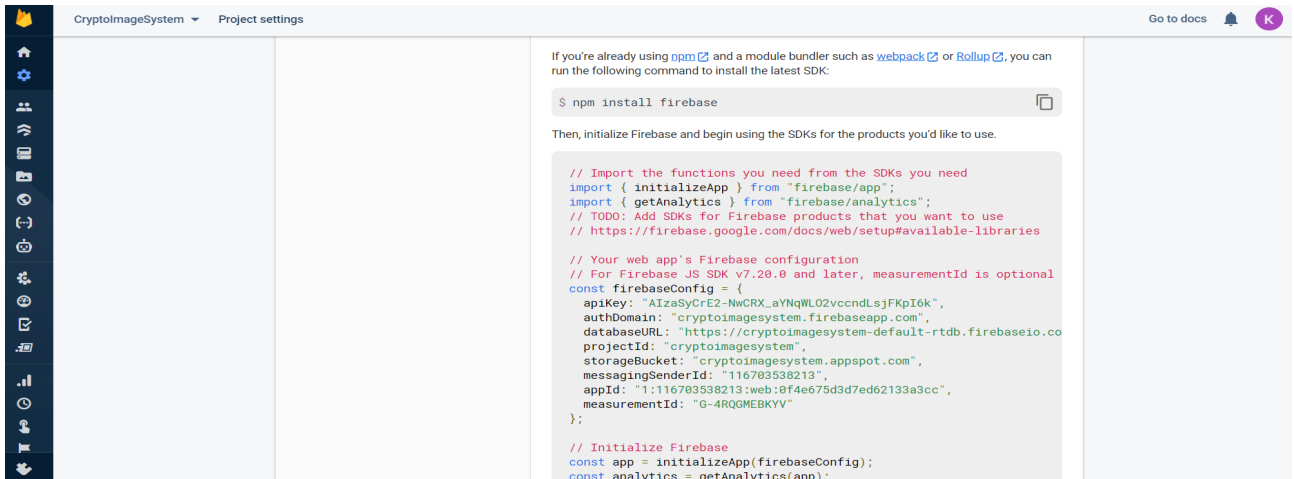 CryptoImageSystem Project settings
Go to docs
K
If you're already using npm and a module bundler such as webpack or Rollup, you can
run the following command to install the latest SDK:
$ npm install firebase
Then, initialize Firebase and begin using the SDKs for the products you'd like to use.
// Import the functions you need from the SDKs you need
import { initializeApp } from "firebase/app";
import { getAnalytics } from "firebase/analytics";
// TODO: Add SDKs for Firebase products that you want to use
// https://firebase.google.com/docs/web/setup#available-libraries
// Your web app's Firebase configuration
// For Firebase JS SDK v7.20.0 and later, measurementId is optional
const firebaseConfig = {
apiKey: "AIzaSyCrE2-NwCRX_aYNqWLO2vccndLsjFKpI6k",
authDomain: "cryptoimagesystem.firebaseapp.com",
databaseURL: "https://cryptoimagesystem-default-rtdb.firebaseio.co
projectId: "cryptoimagesystem",
storageBucket: "cryptoimagesystem.appspot.com",
messagingSenderId: "116703538213",
appId: "1:116703538213:web:0f4e675d3d7ed62133a3cc",
measurementId: "G-4RQGMEBKYV"
};
// Initialize Firebase
const app = initializeApp(firebaseConfig);
const analytics = getAnalytics(app);